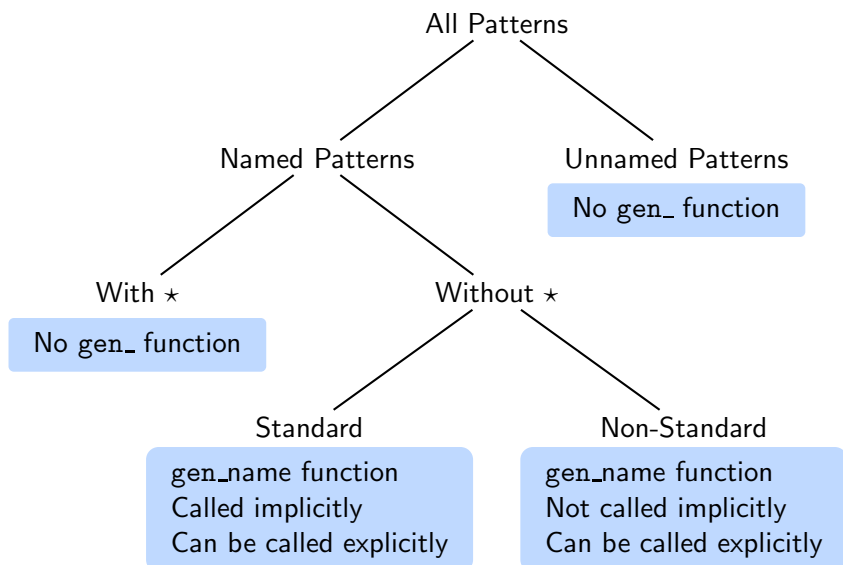 All Patterns
Named Patterns
Unnamed Patterns
No gen_ function
With ⋆
Without ⋆
No gen_ function
Standard
Non-Standard
gen_name function
Called implicitly
Can be called explicitly
gen_name function
Not called implicitly
Can be called explicitly